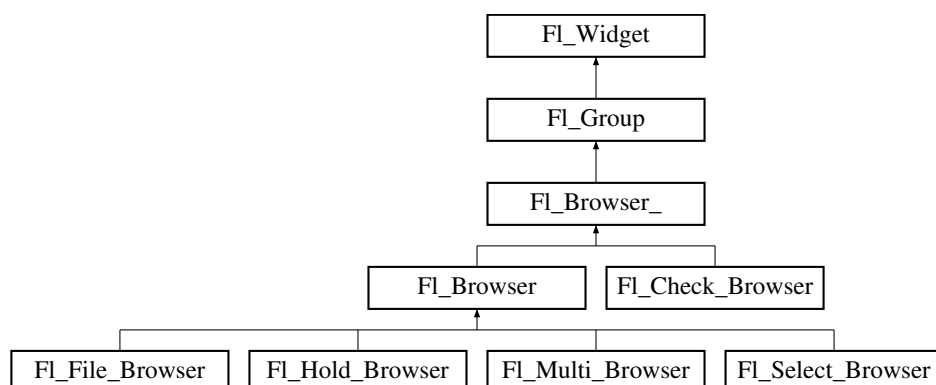 Fl_Widget
Fl_Group
Fl_Browser_
Fl_Browser
Fl_Check_Browser
Fl_File_Browser
Fl_Hold_Browser
Fl_Multi_Browser
Fl_Select_Browser